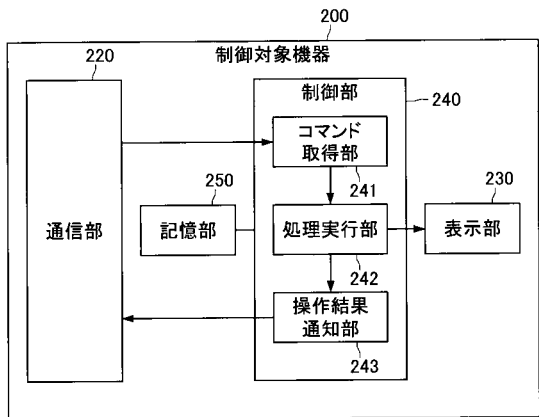 200
制御対象機器
220
通信部
制御部
240
コマンド
取得部
241
250
記憶部
処理実行部
242
230
表示部
操作結果
通知部
243